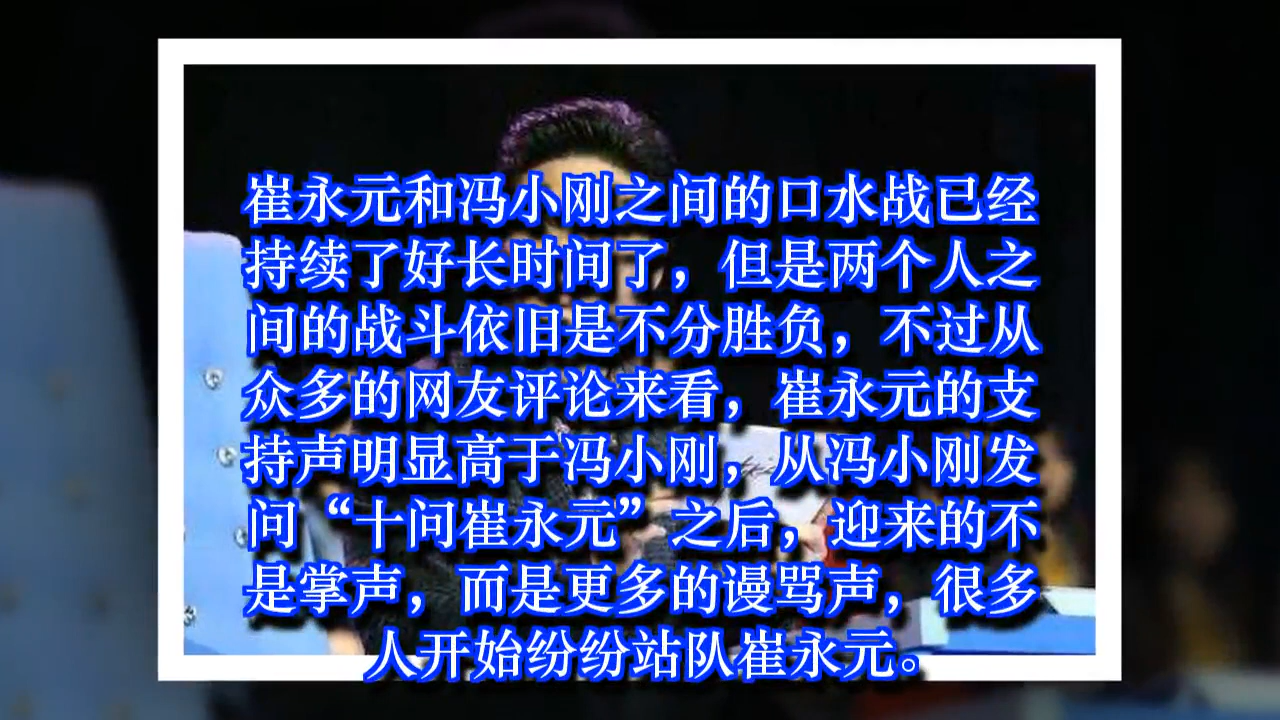 崔永元和冯小刚之间的口水战已经
持续了好长时间了，但是两个人之
间的战斗依旧是不分胜负，不过从
众多的网友评论来看，崔永元的支
持声明显高于冯小刚，从冯小刚发
问“十问崔永元”之后，迎来的不
是掌声，而是更多的谩骂声，很多
人开始纷纷站队崔永元。